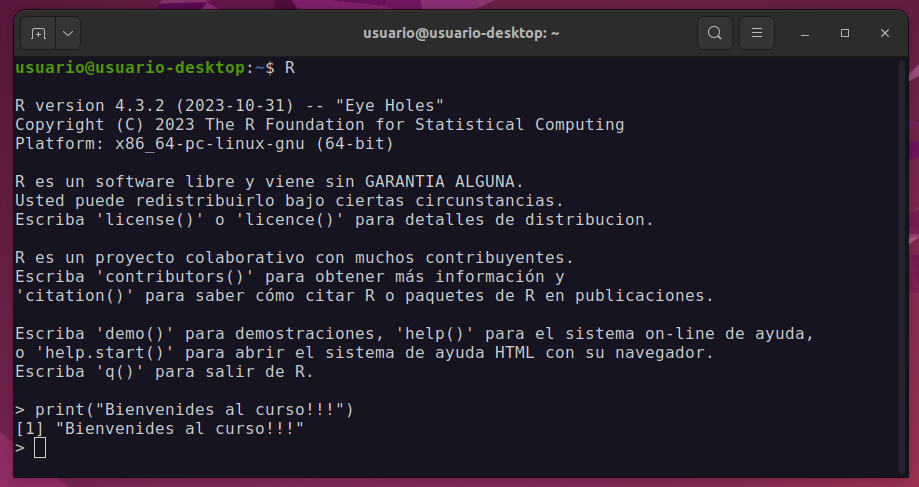 usuario@usuario-desktop: ~
usuario@usuario-desktop:~$ R
R version 4.3.2 (2023-10-31) -- "Eye Holes"
Copyright (C) 2023 The R Foundation for Statistical Computing
Platform: x86_64-pc-linux-gnu (64-bit)
R es un software libre y viene sin GARANTIA ALGUNA.
Usted puede redistribuirlo bajo ciertas circunstancias.
Escriba 'license()' o 'licence()' para detalles de distribucion.
R es un proyecto colaborativo con muchos contribuyentes.
Escriba 'contributors()' para obtener más información y
'citation()' para saber cómo citar R o paquetes de R en publicaciones.
Escriba 'demo()' para demostraciones, 'help()' para el sistema on-line de ayuda,
o 'help.start()' para abrir el sistema de ayuda HTML con su navegador.
Escriba 'q()' para salir de R.
> print("Bienvenides al curso!!!")
[1] "Bienvenides al curso!!!"
>